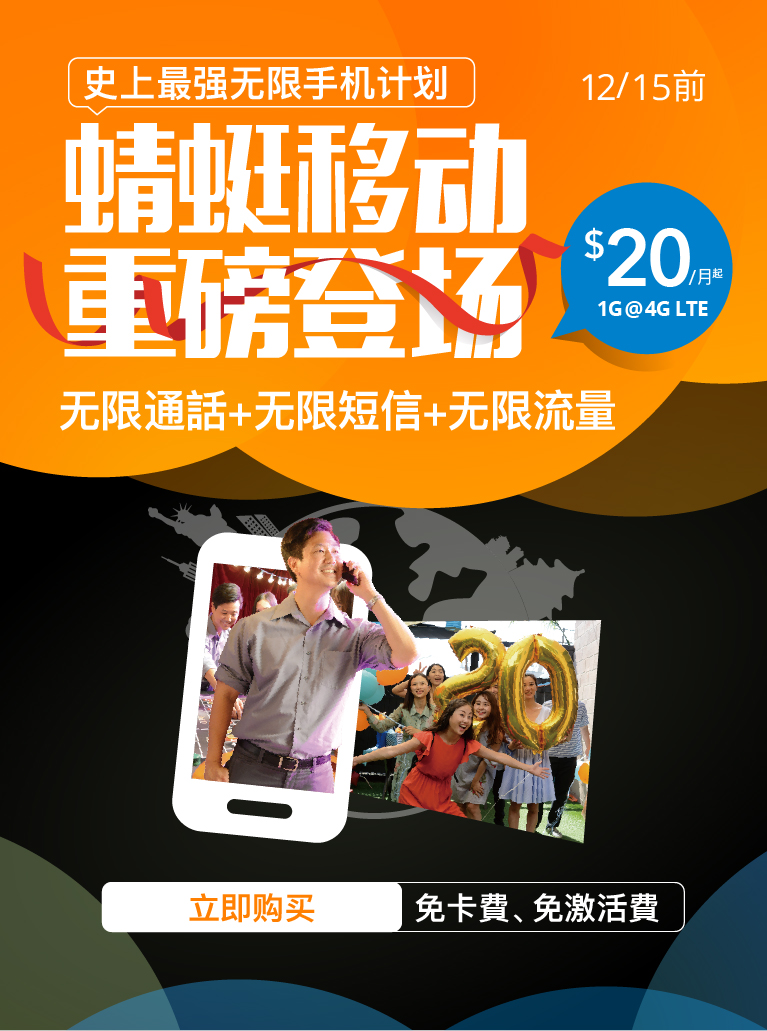 史上最强无限手机计划
12/15前
蜻蜓移动
重磅登场
$20/月起
1G@4G LTE
无限通話+无限短信+无限流量
立即购买
免卡費、免激活費